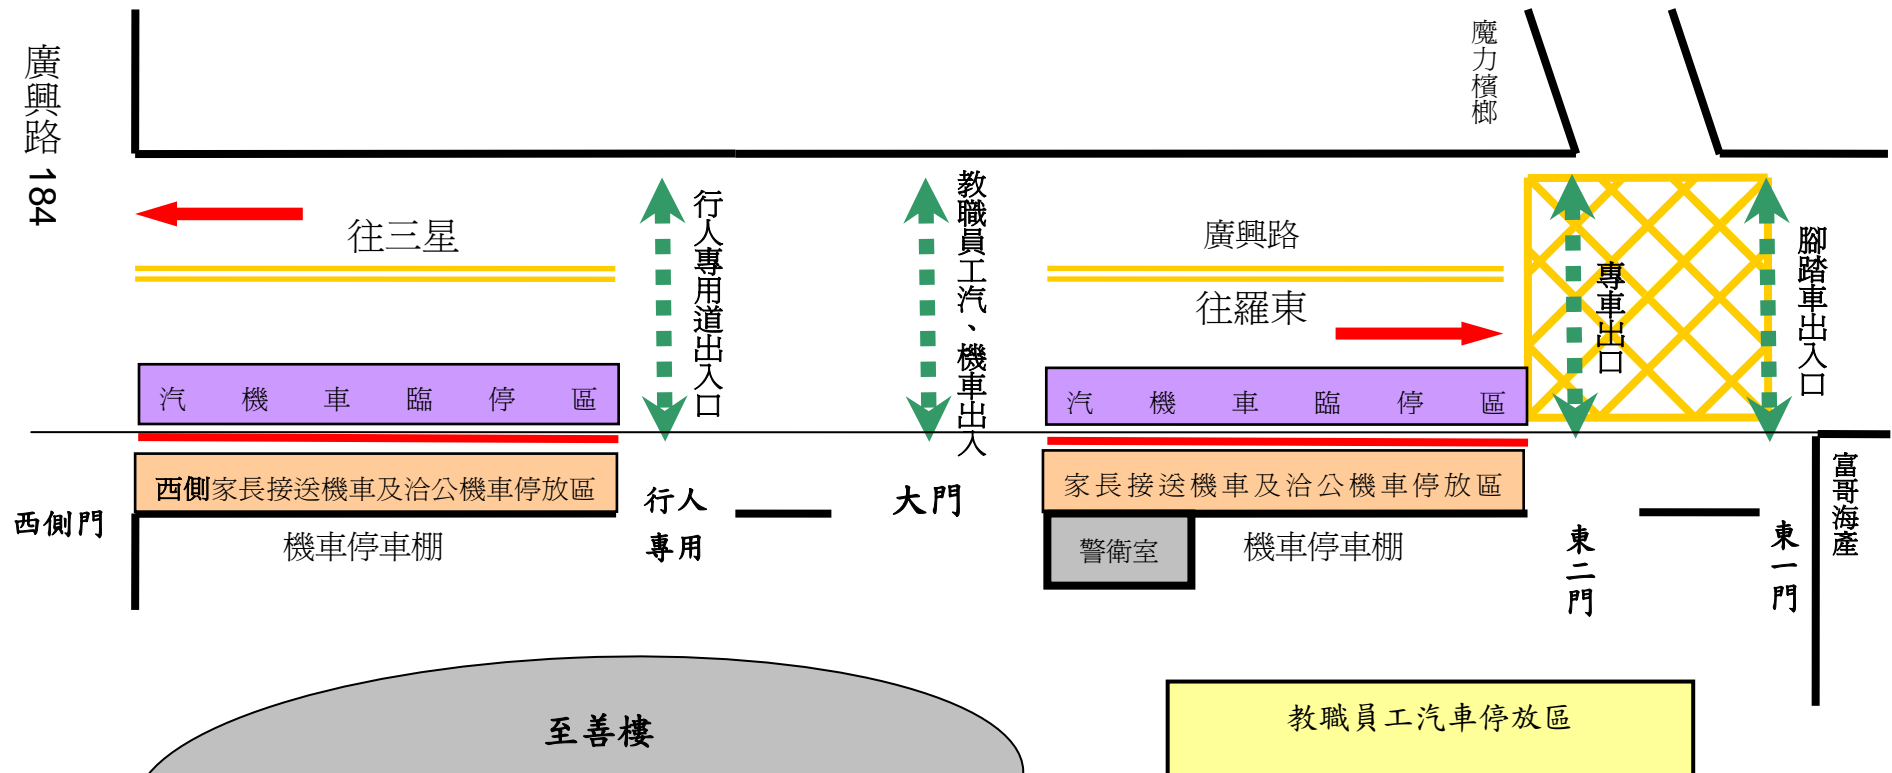 廣興路 184
魔力檳榔
往三星
行人專用道出入口
教職員工汽、機車出入
廣興路
往羅東
專車出口
腳踏車出入口
汽機車臨停區
汽機車臨停區
西側家長接送機車及洽公機車停放區
家長接送機車及洽公機車停放區
西側門
機車停車棚
行人
專用
大門
警衛室
機車停車棚
東二門
東一門
富哥海產
至善樓
教職員工汽車停放區